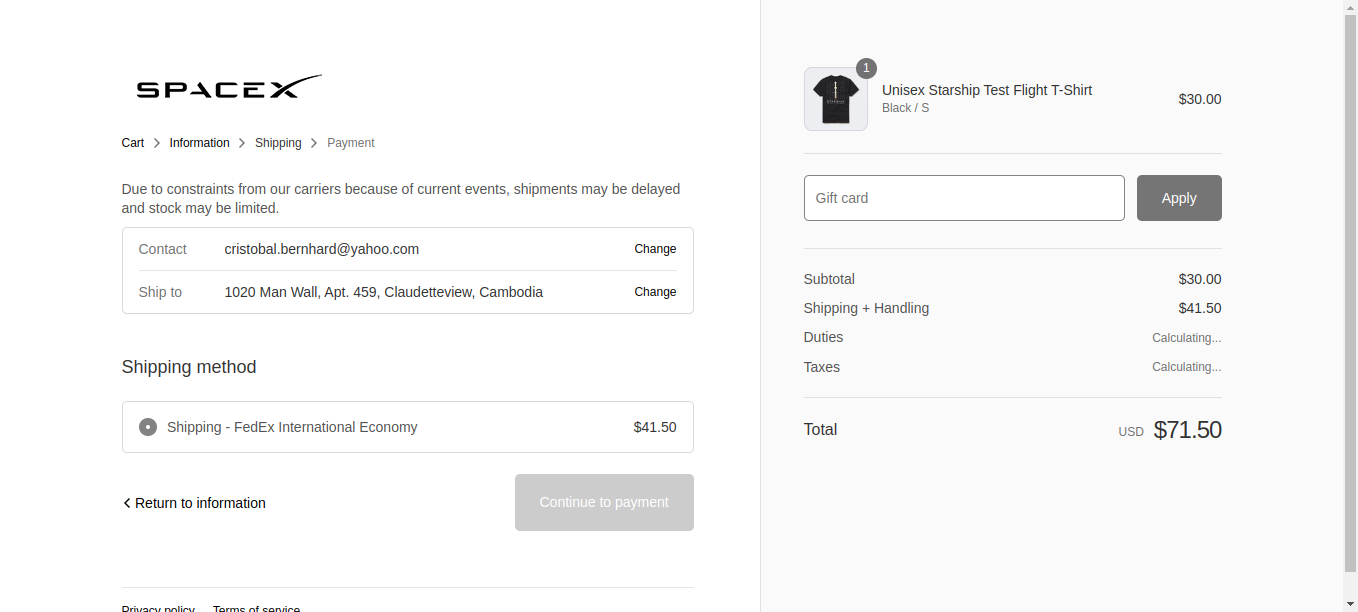 SPACEX
Cart > Information > Shipping > Payment
Due to constraints from our carriers because of current events, shipments may be delayed
and stock may be limited.
Contact cristobal.bernhard@yahoo.com Change
Ship to 1020 Man Wall, Apt. 459, Claudetteview, Cambodia Change
Shipping method
Shipping - FedEx International Economy $41.50
Return to information
Continue to payment
Privacy policy Terms of service
1
Unisex Starship Test Flight T-Shirt
Black / S
$30.00
Gift card
Apply
Subtotal $30.00
Shipping + Handling $41.50
Duties Calculating...
Taxes Calculating...
Total USD $71.50